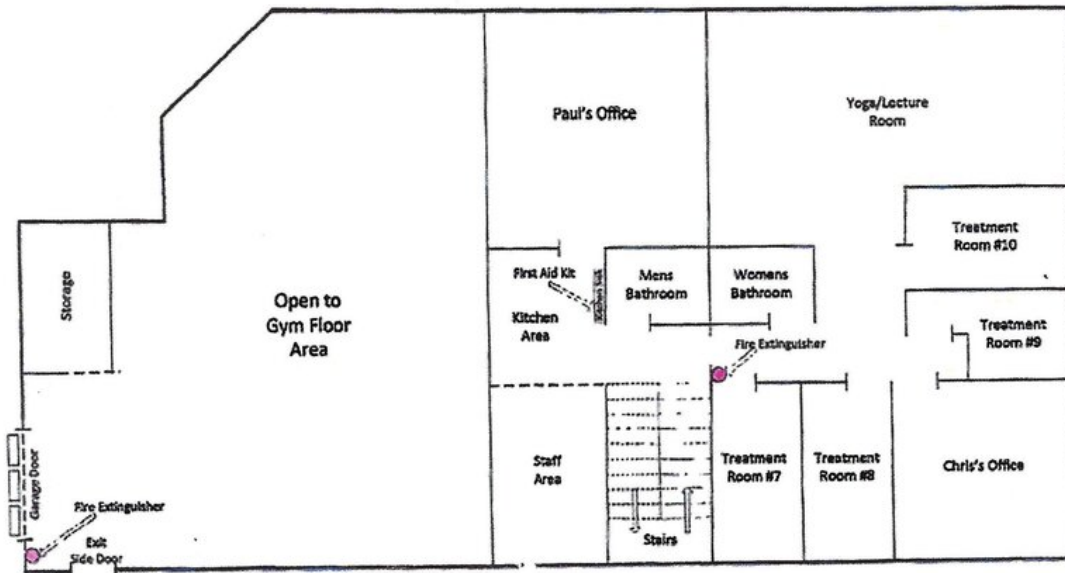 Paul's Office
Yoga/Lecture
Room
Treatment
Room #10
Storage
Open to
Gym Floor
Area
First Aid Kit
Kitchen Sink
Mens
Bathroom
Womens
Bathroom
Kitchen
Area
Treatment
Room #9
Fire Extinguisher
Garage Door
Staff
Area
Treatment
Room #7
Treatment
Room #8
Chris's Office
Fire Extinguisher
Exit
Side Door
Stairs